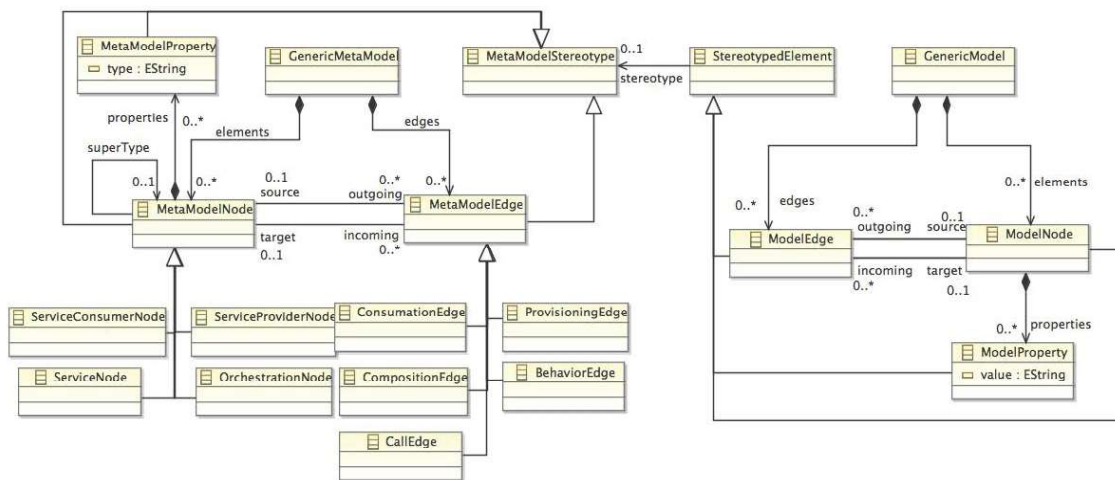 MetaModelProperty
type : EString
GenericMetaModel
MetaModelStereotype
0..1
stereotype
StereotypedElement
GenericModel
properties
0..*
elements
edges
superType
0..1
0..*
0..1
source
0..*
outgoing
0..*
MetaModelNode
MetaModelEdge
target
0..1
incoming
0..*
0..*
edges
0..*
elements
0..*
outgoing
0..1
source
ModelEdge
ModelNode
incoming
0..*
target
0..1
ServiceConsumerNode
ServiceProviderNode
ConsumationEdge
ProvisioningEdge
0..*
properties
ServiceNode
OrchestrationNode
CompositionEdge
BehaviorEdge
ModelProperty
value : EString
CallEdge